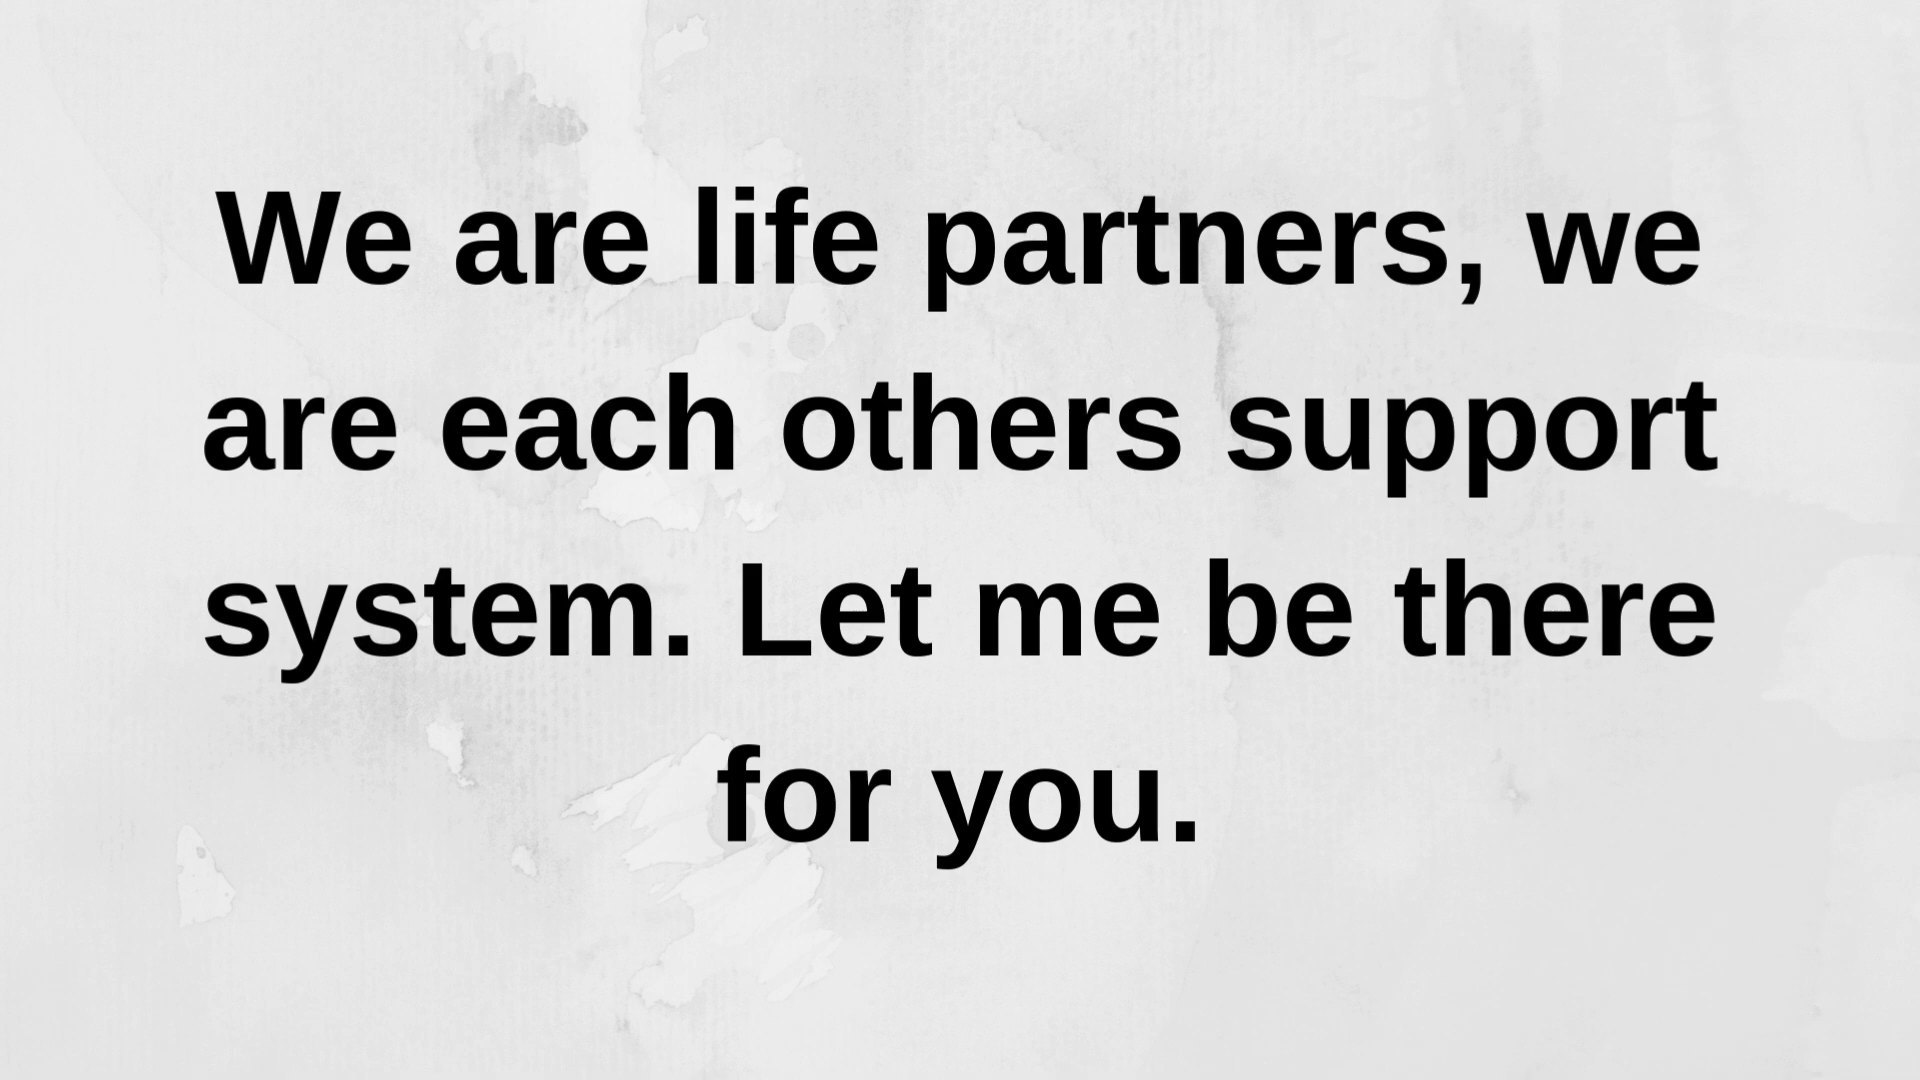 We are life partners, we
are each others support
system. Let me be there
for you.